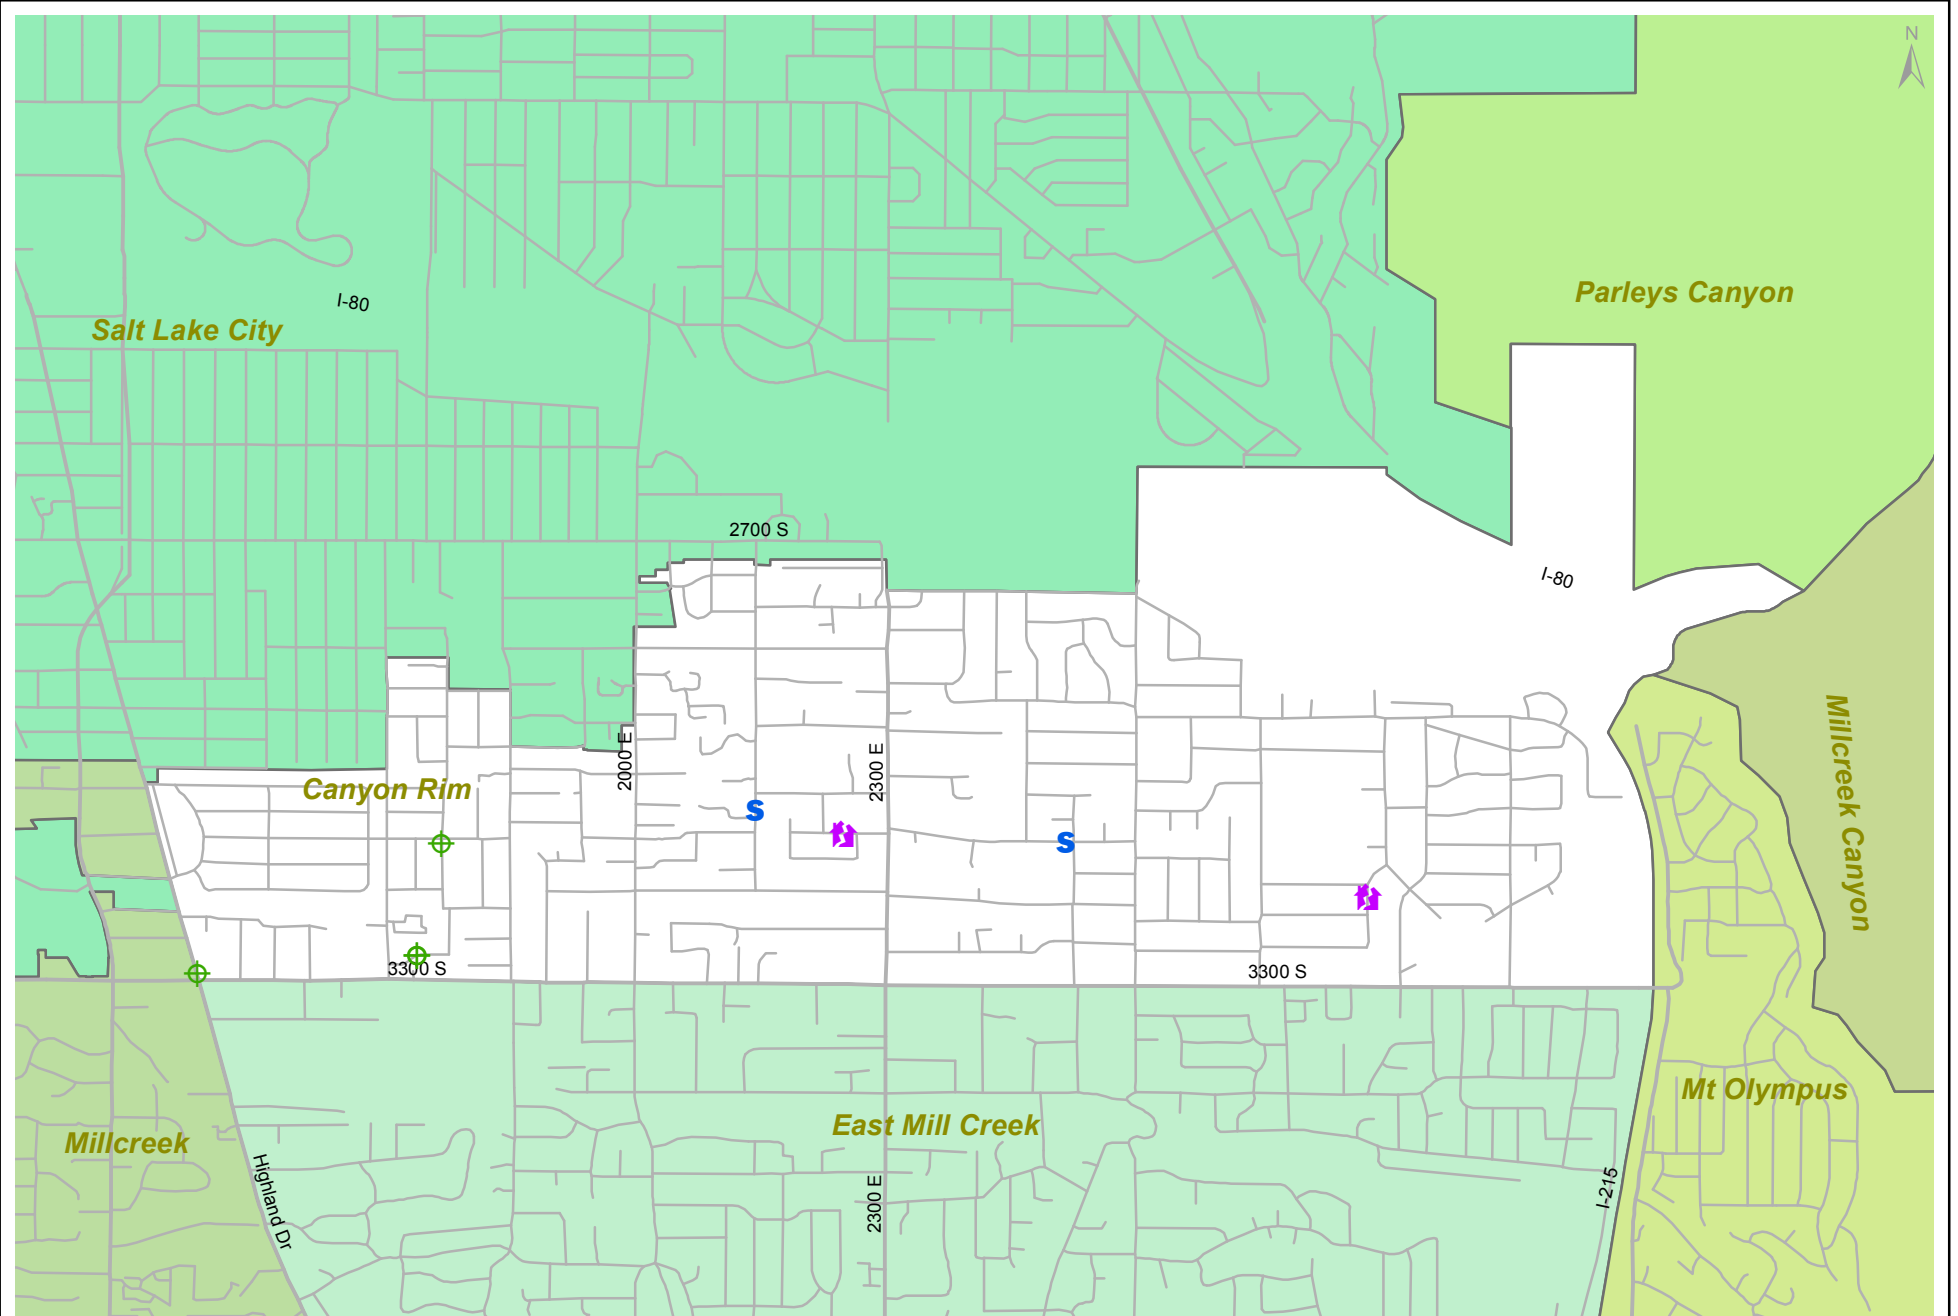 N
Parleys Canyon
I-80
Salt Lake City
2700 S
I-80
Canyon Rim
2000 E
2300 E
Millcreek Canyon
S
S
3300 S
3300 S
Mt Olympus
East Mill Creek
Millcreek
Highland Dr
2300 E
I-215